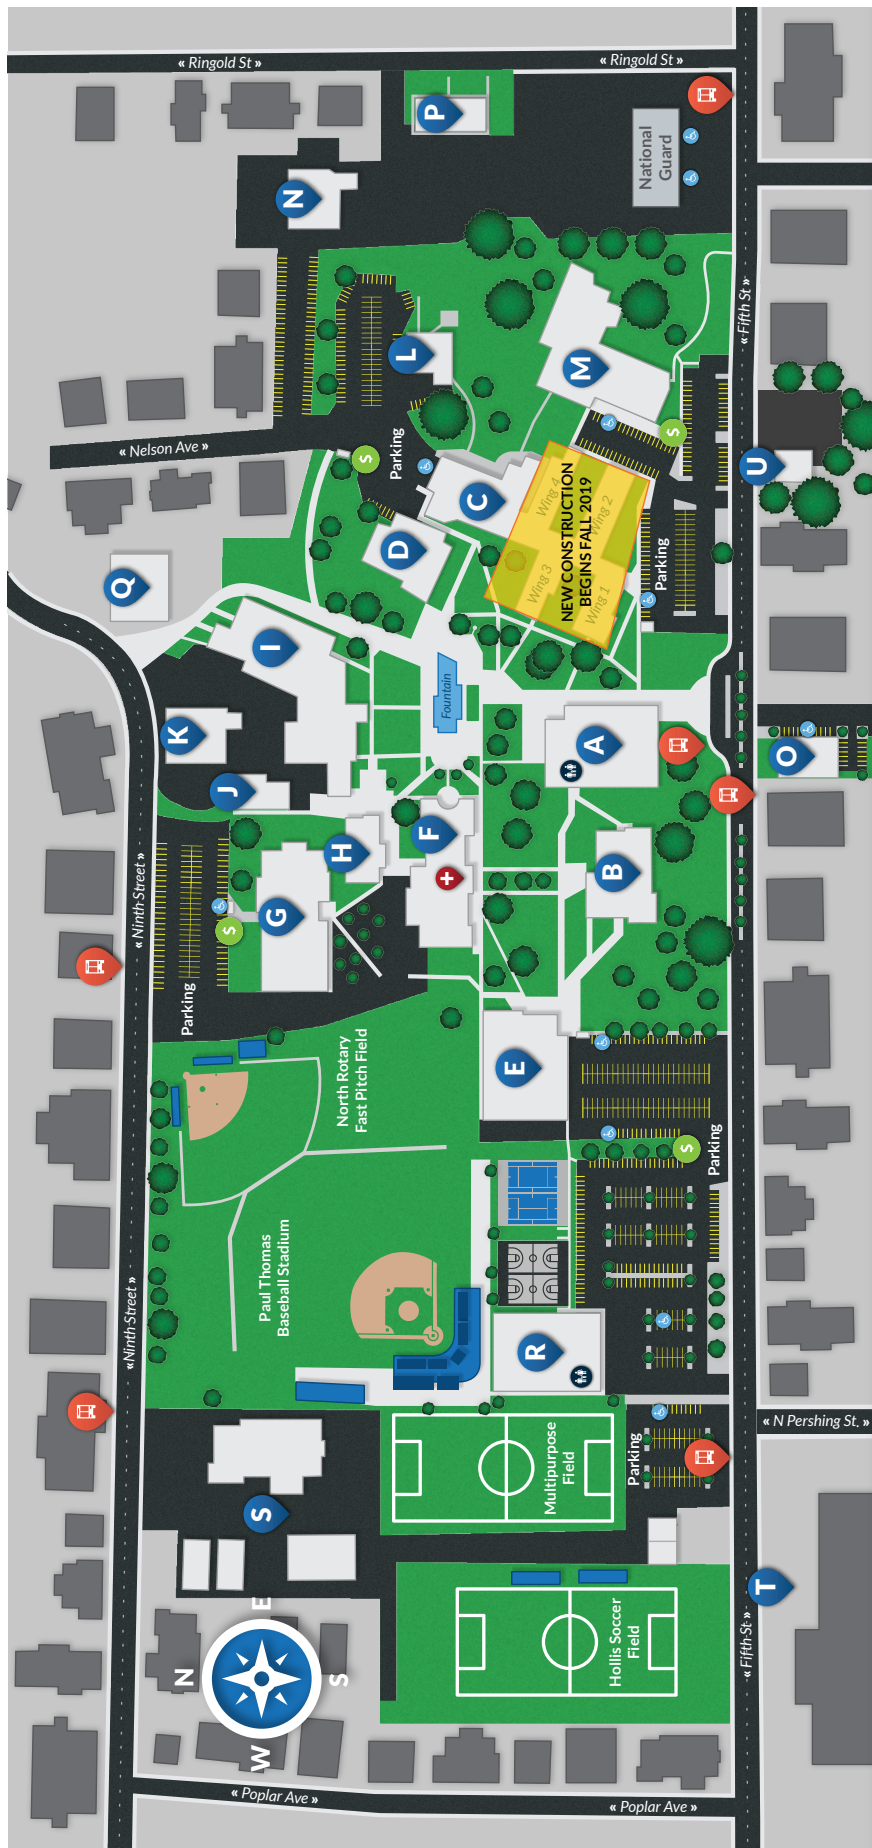 « Ringold St »
« Ringold St »
P
National
Guard
N
« Fifth St »
L
M
« Nelson Ave »
Parking
S
S
U
C
D
NEW CONSTRUCTION
BEGINS FALL 2019
Wing 4
Wing 2
Wing 3
Wing 1
Parking
Q
I
Fountain
K
A
O
J
F
H
B
G
S
« Ninth Street »
Parking
North Rotary
Fast Pitch Field
E
S
Parking
Paul Thomas
Baseball Stadium
« Ninth Street »
R
« N Pershing St. »
Multipurpose
Field
Parking
S
T
Hollis Soccer
Field
« Fifth St »
N
E
S
W
« Poplar Ave »
« Poplar Ave »